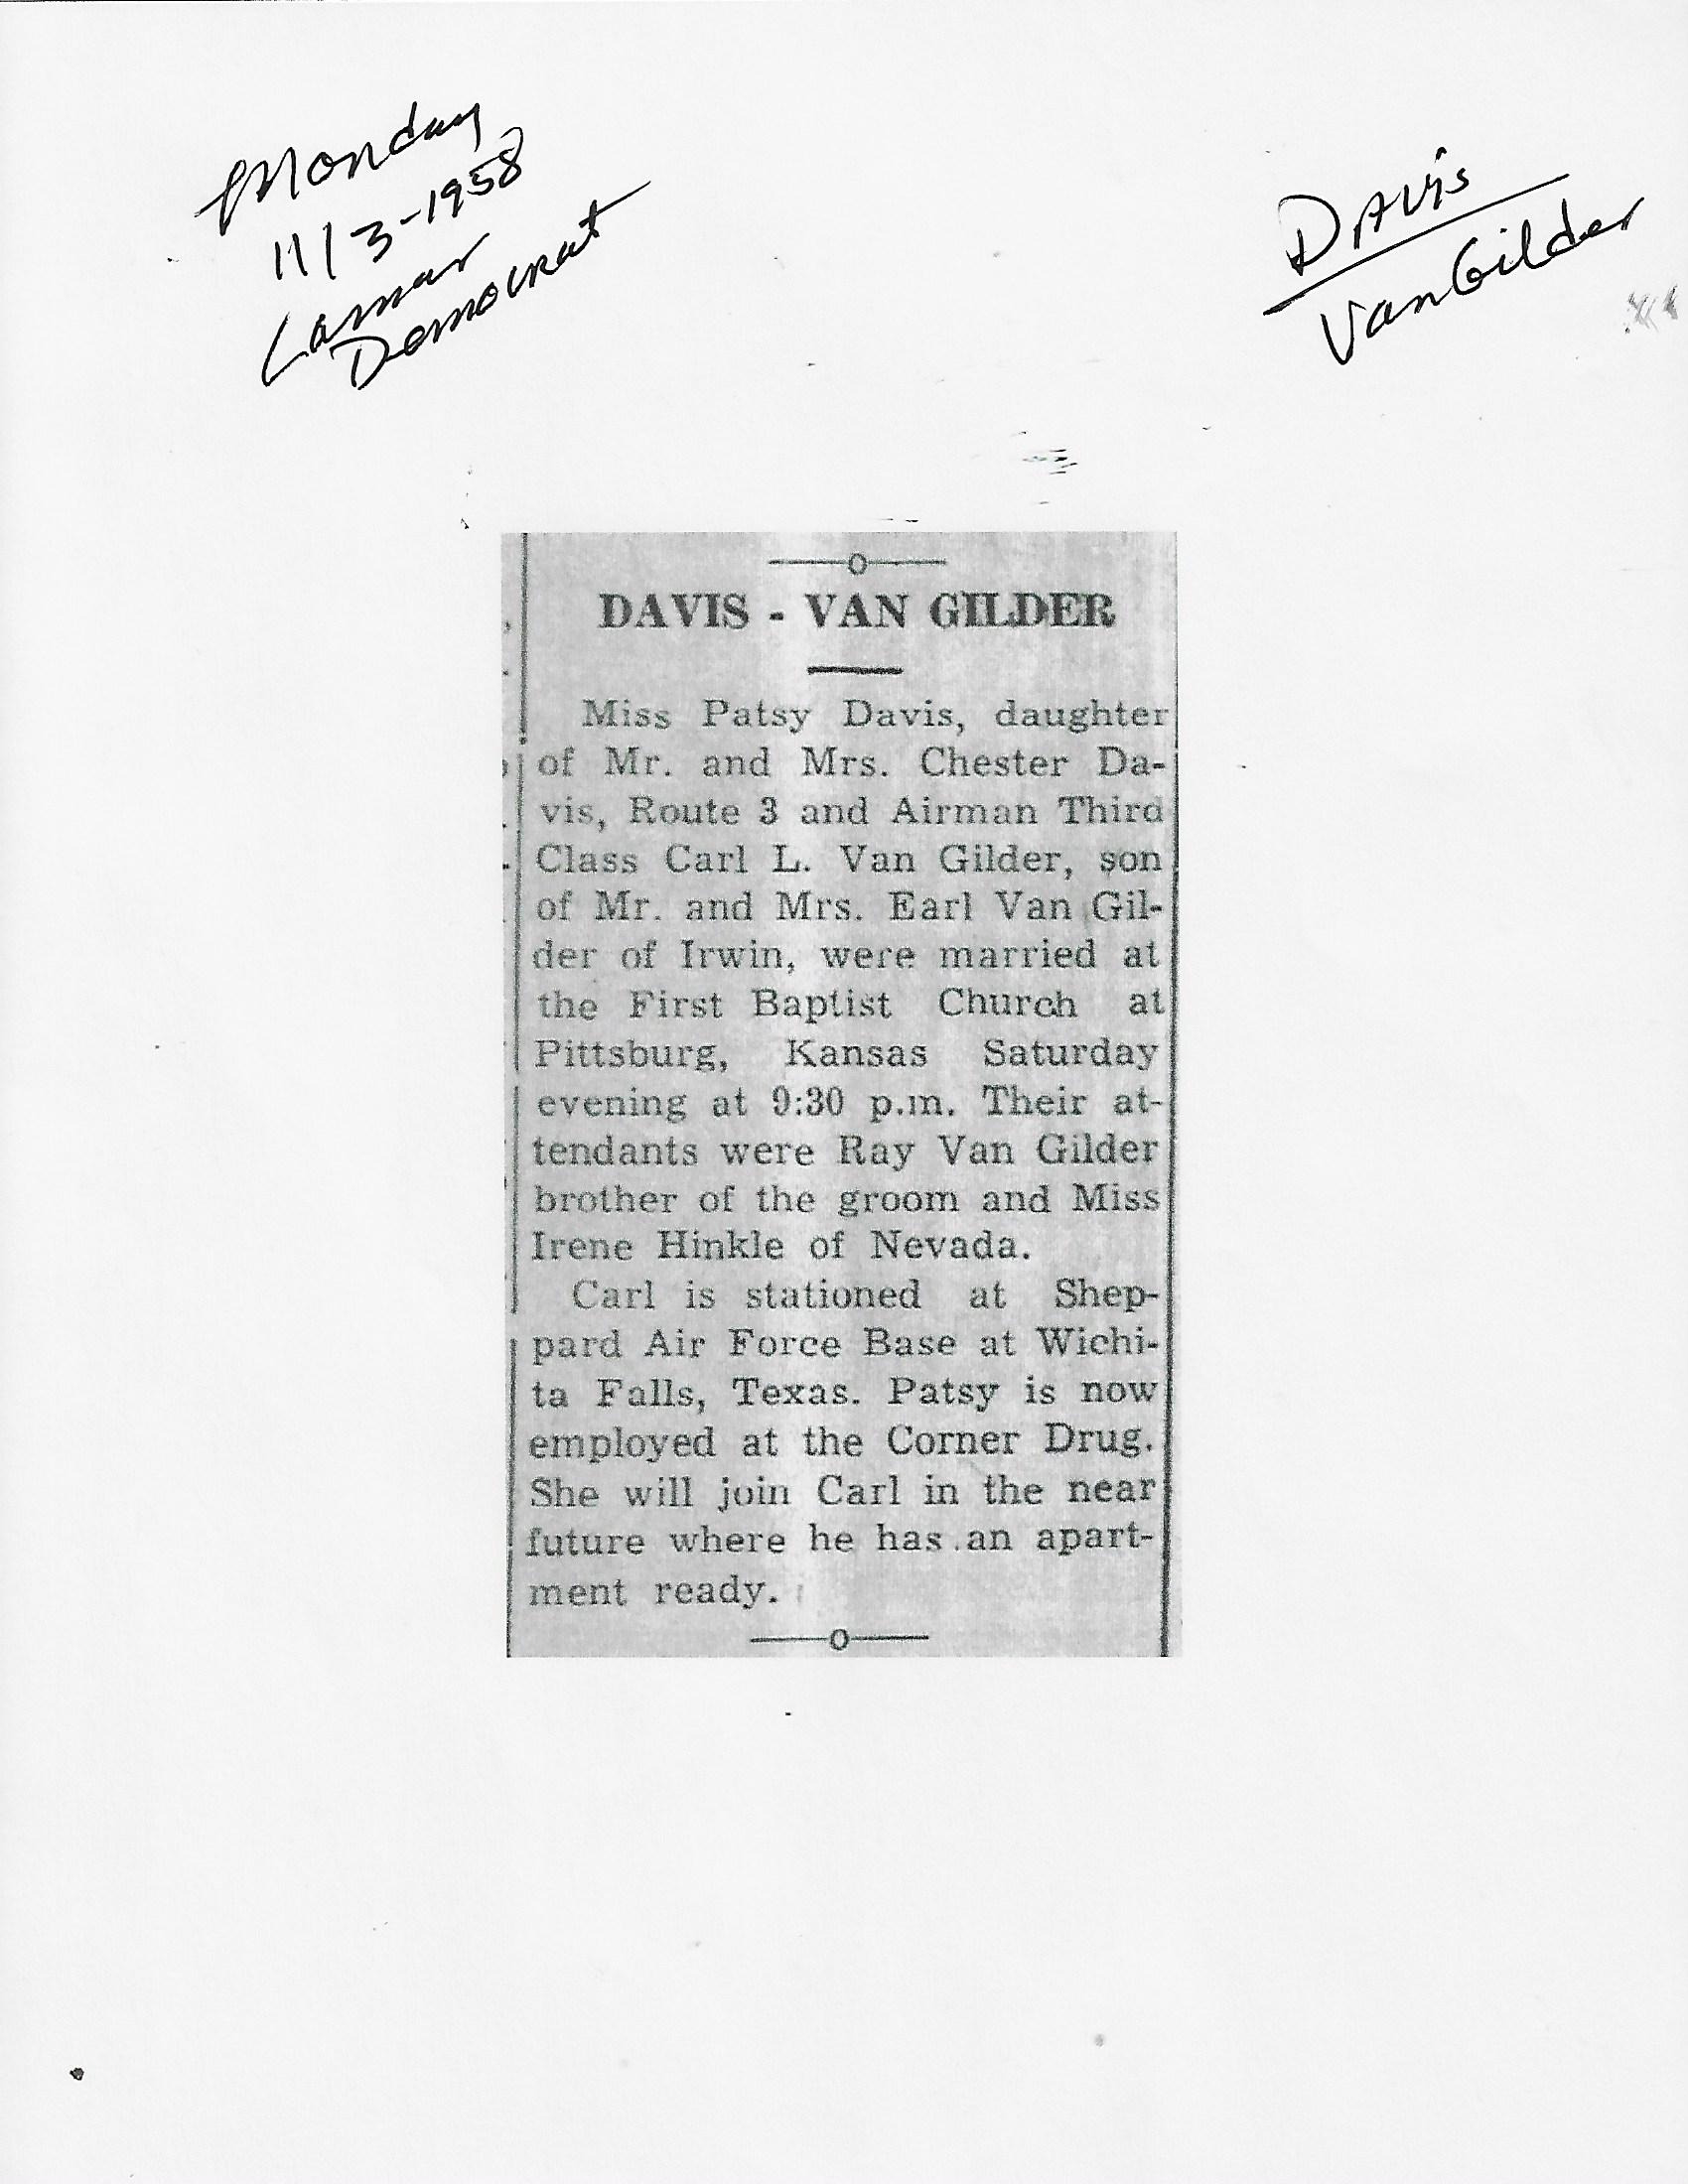 Monday
11/3-1958
Lamar
Democrat
Davis
VanGilder
—o—
DAVIS - VAN GILDER
Miss Patsy Davis, daughter
of Mr. and Mrs. Chester Da-
vis, Route 3 and Airman Third
Class Carl L. Van Gilder, son
of Mr. and Mrs. Earl Van Gil-
der of Irwin, were married at
the First Baptist Church at
Pittsburg, Kansas Saturday
evening at 9:30 p.m. Their at-
tendants were Ray Van Gilder
brother of the groom and Miss
Irene Hinkle of Nevada.
Carl is stationed at Shep-
pard Air Force Base at Wichi-
ta Falls, Texas. Patsy is now
employed at the Corner Drug.
She will join Carl in the near
future where he has an apart-
ment ready.
—o—